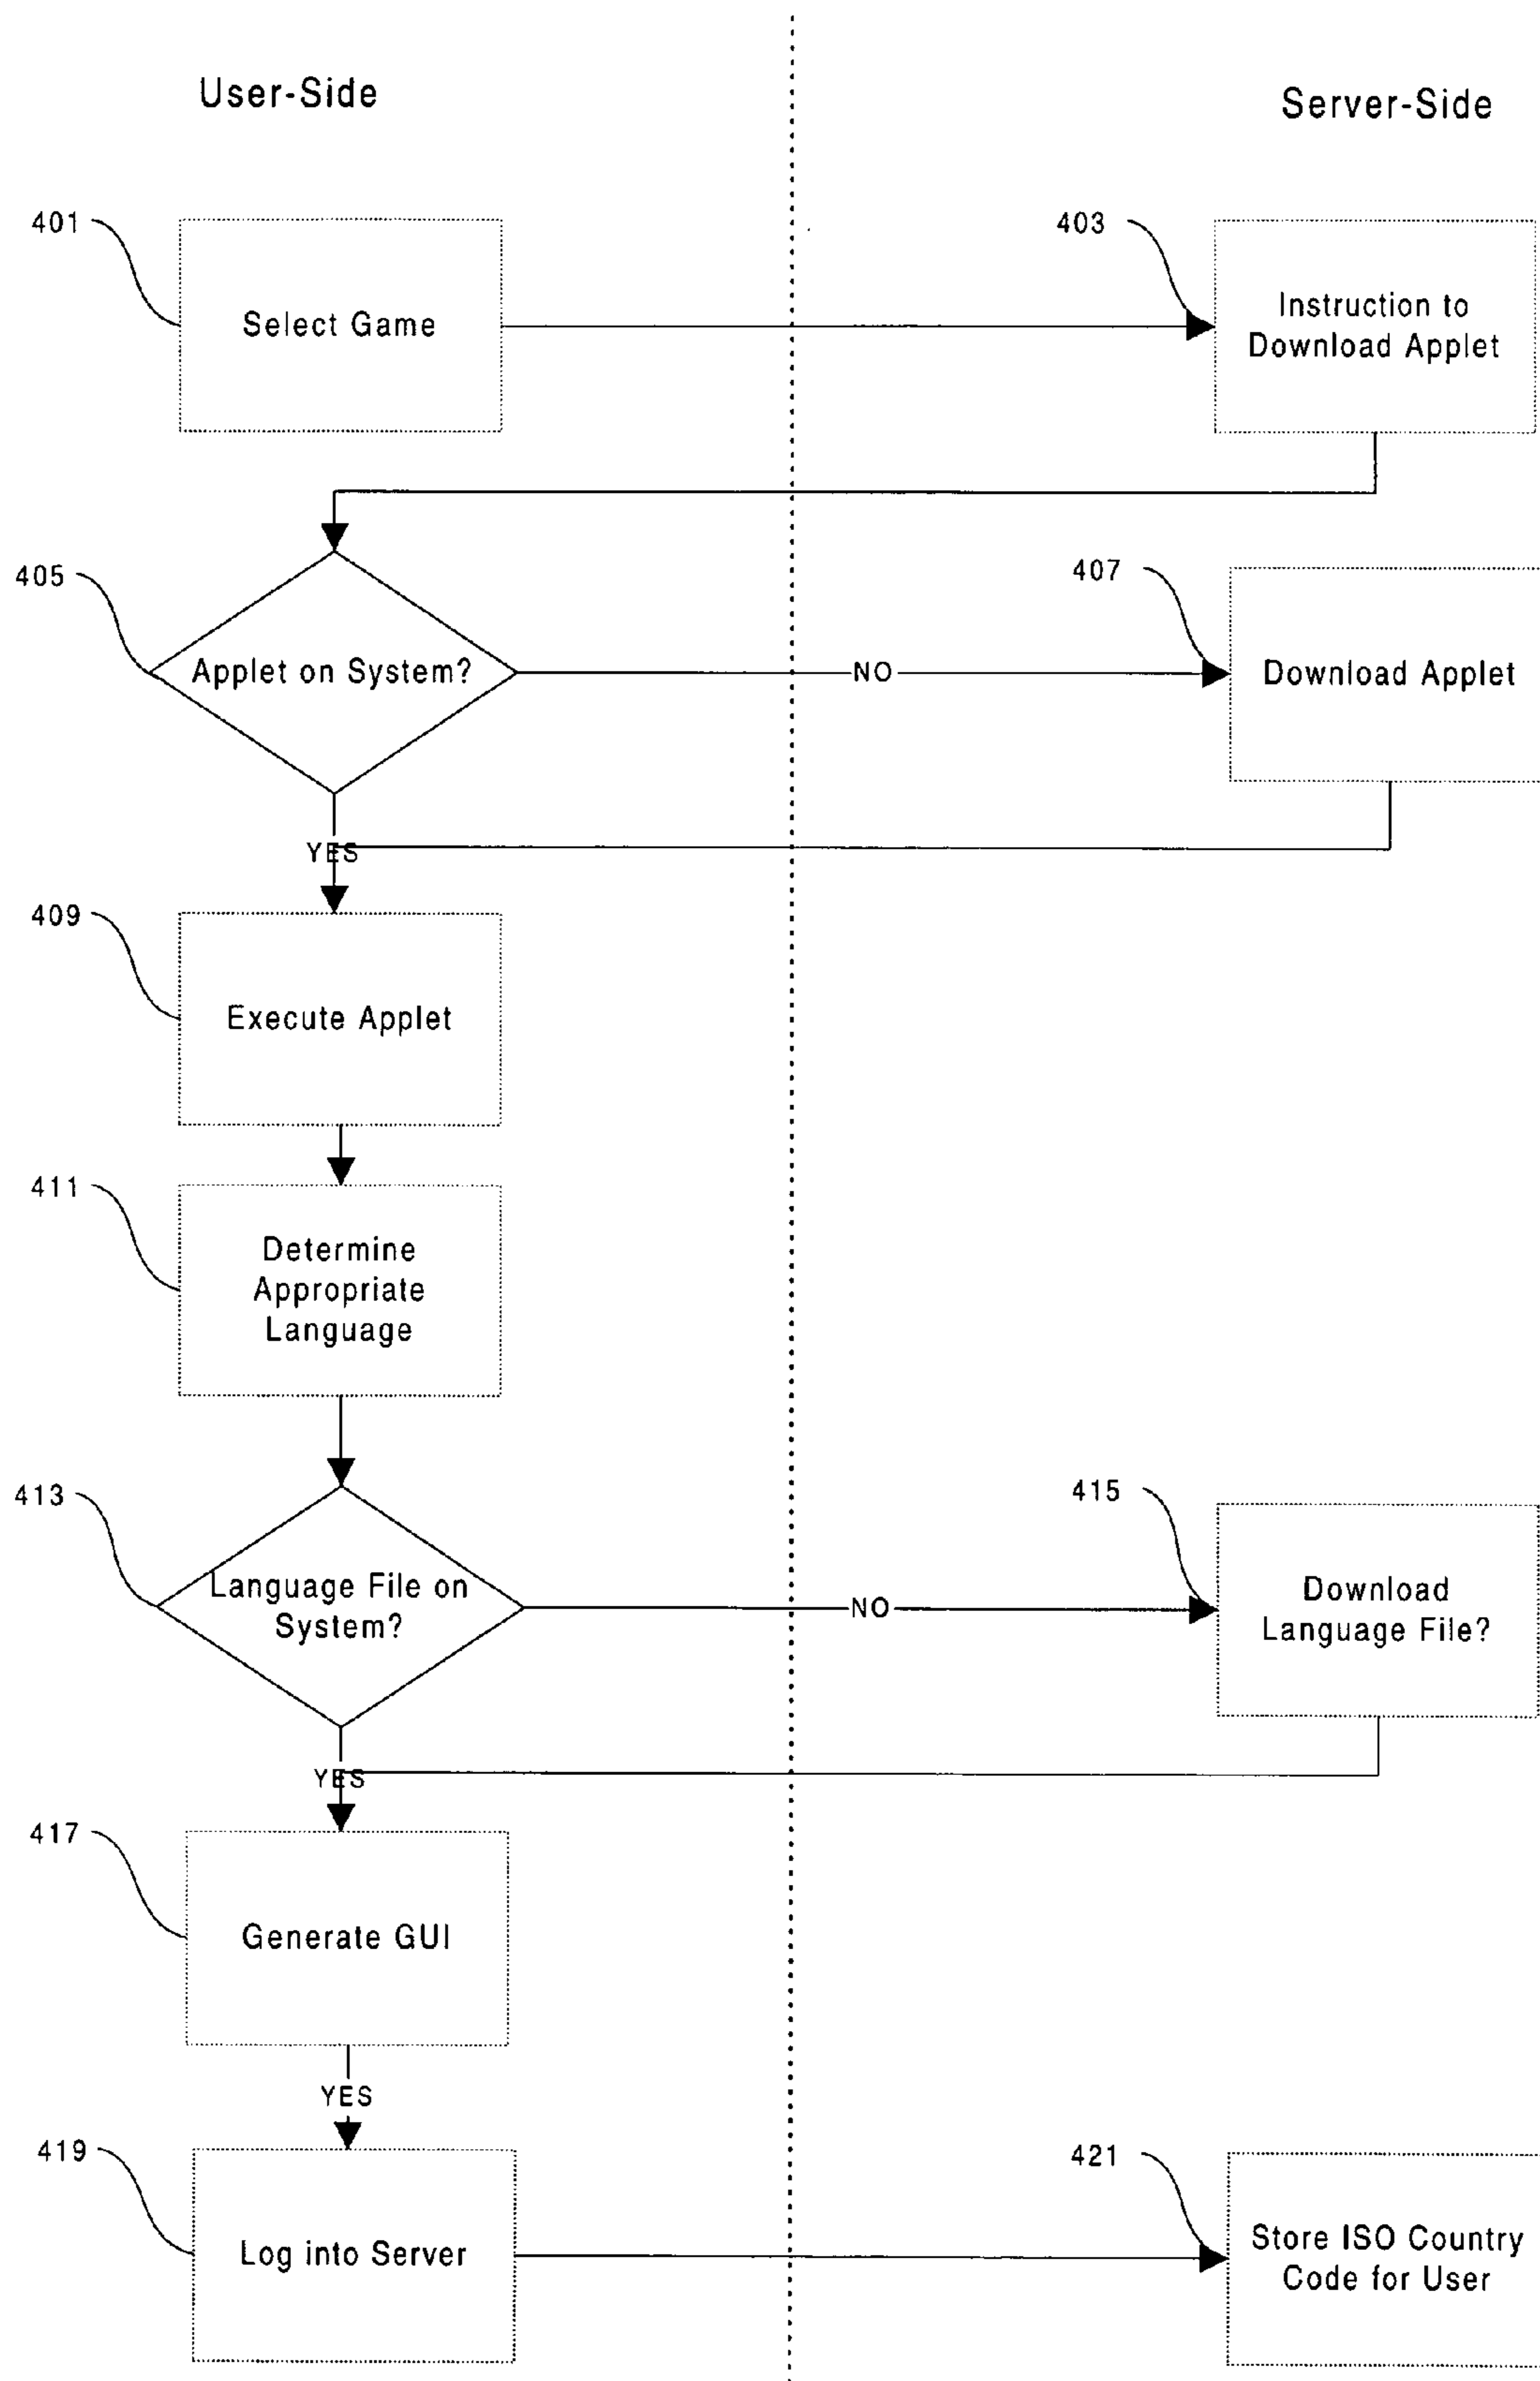 User-Side
Server-Side
401
Select Game
403
Instruction to
Download Applet
405
Applet on System?
NO
407
Download Applet
YES
409
Execute Applet
411
Determine
Appropriate
Language
413
Language File on
System?
NO
415
Download
Language File?
YES
417
Generate GUI
YES
419
Log into Server
421
Store ISO Country
Code for User